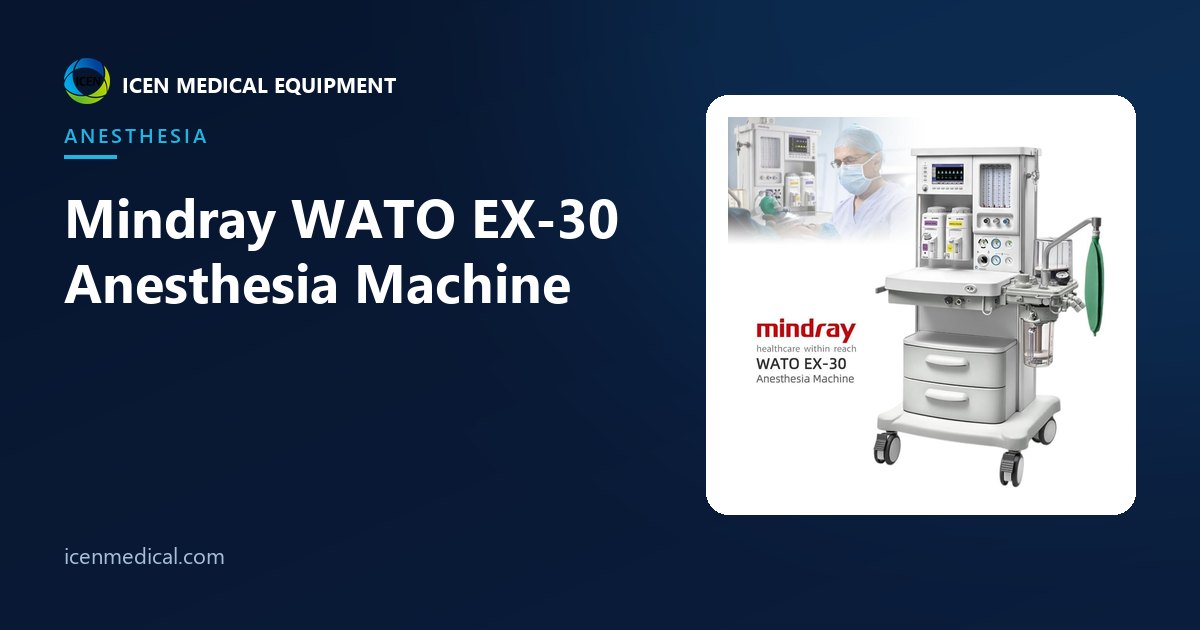 ICEN
ICEN MEDICAL EQUIPMENT
ANESTHESIA
Mindray WATO EX-30
Anesthesia Machine
mindray
healthcare within reach
WATO EX-30
Anesthesia Machine
icenmedical.com